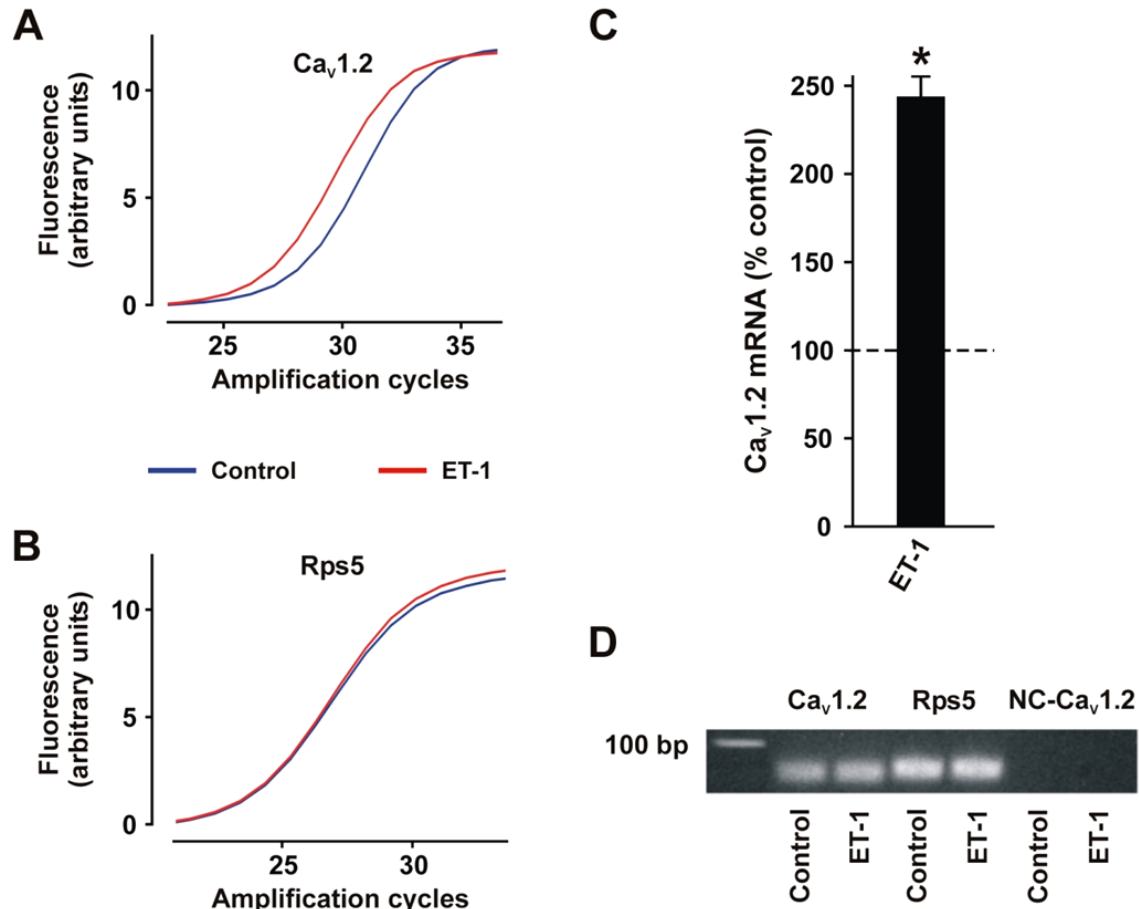 A
Fluorescence
(arbitrary units)
Cav1.2
10
5
0
25 30 35
Amplification cycles
Control ET-1
B
Fluorescence
(arbitrary units)
Rps5
10
5
0
25 30
Amplification cycles
C
Cav1.2 mRNA (% control)
*
250
200
150
100
50
0
ET-1
D
Cav1.2 Rps5 NC-Cav1.2
100 bp
Control ET-1 Control ET-1 Control ET-1